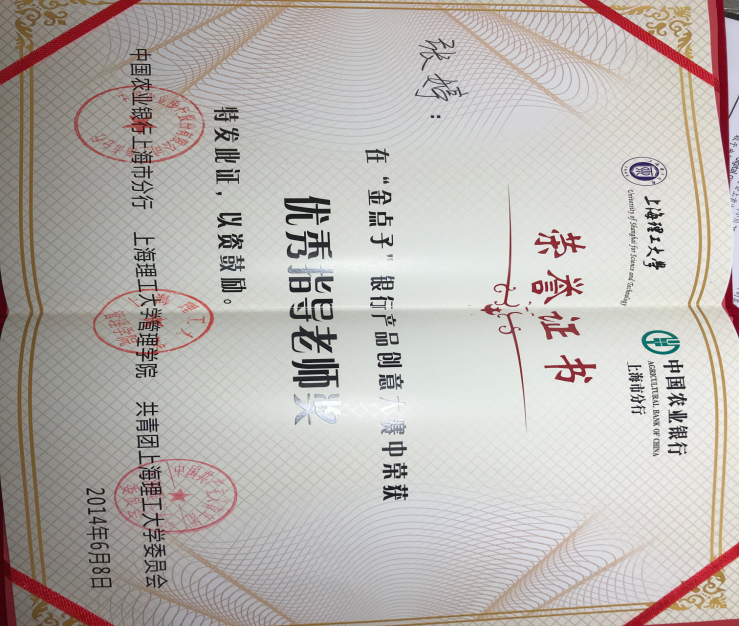 上海理工大学
University of Shanghai for Science and Technology
中国农业银行
AGRICULTURAL BANK OF CHINA
上海市分行
荣誉证书
张婷：
在“金点子”银行产品创意大赛中荣获
优秀指导老师奖
特发此证，以资鼓励。
中国农业银行上海市分行 上海理工大学管理学院 共青团上海理工大学委员会
2014年6月8日